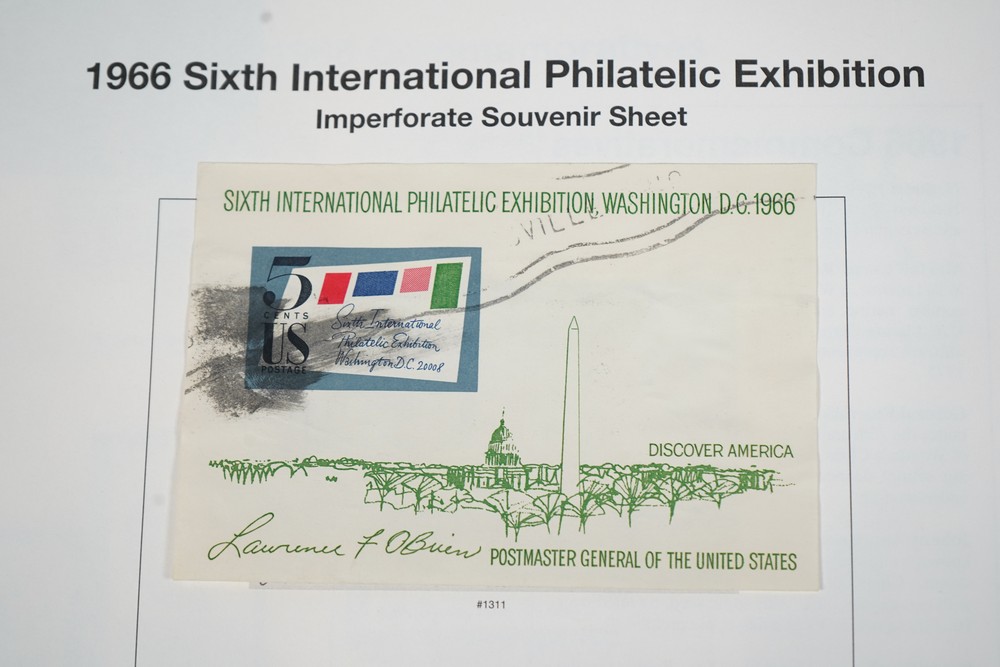 1966 Sixth International Philatelic Exhibition
Imperforate Souvenir Sheet
SIXTH INTERNATIONAL PHILATELIC EXHIBITION, WASHINGTON D.C. 1966
5
CENTS
US
POSTAGE
Sixth International
Philatelic Exhibition
Washington D.C. 20008
DISCOVER AMERICA
Lawrence F O'Brien
POSTMASTER GENERAL OF THE UNITED STATES
#1311